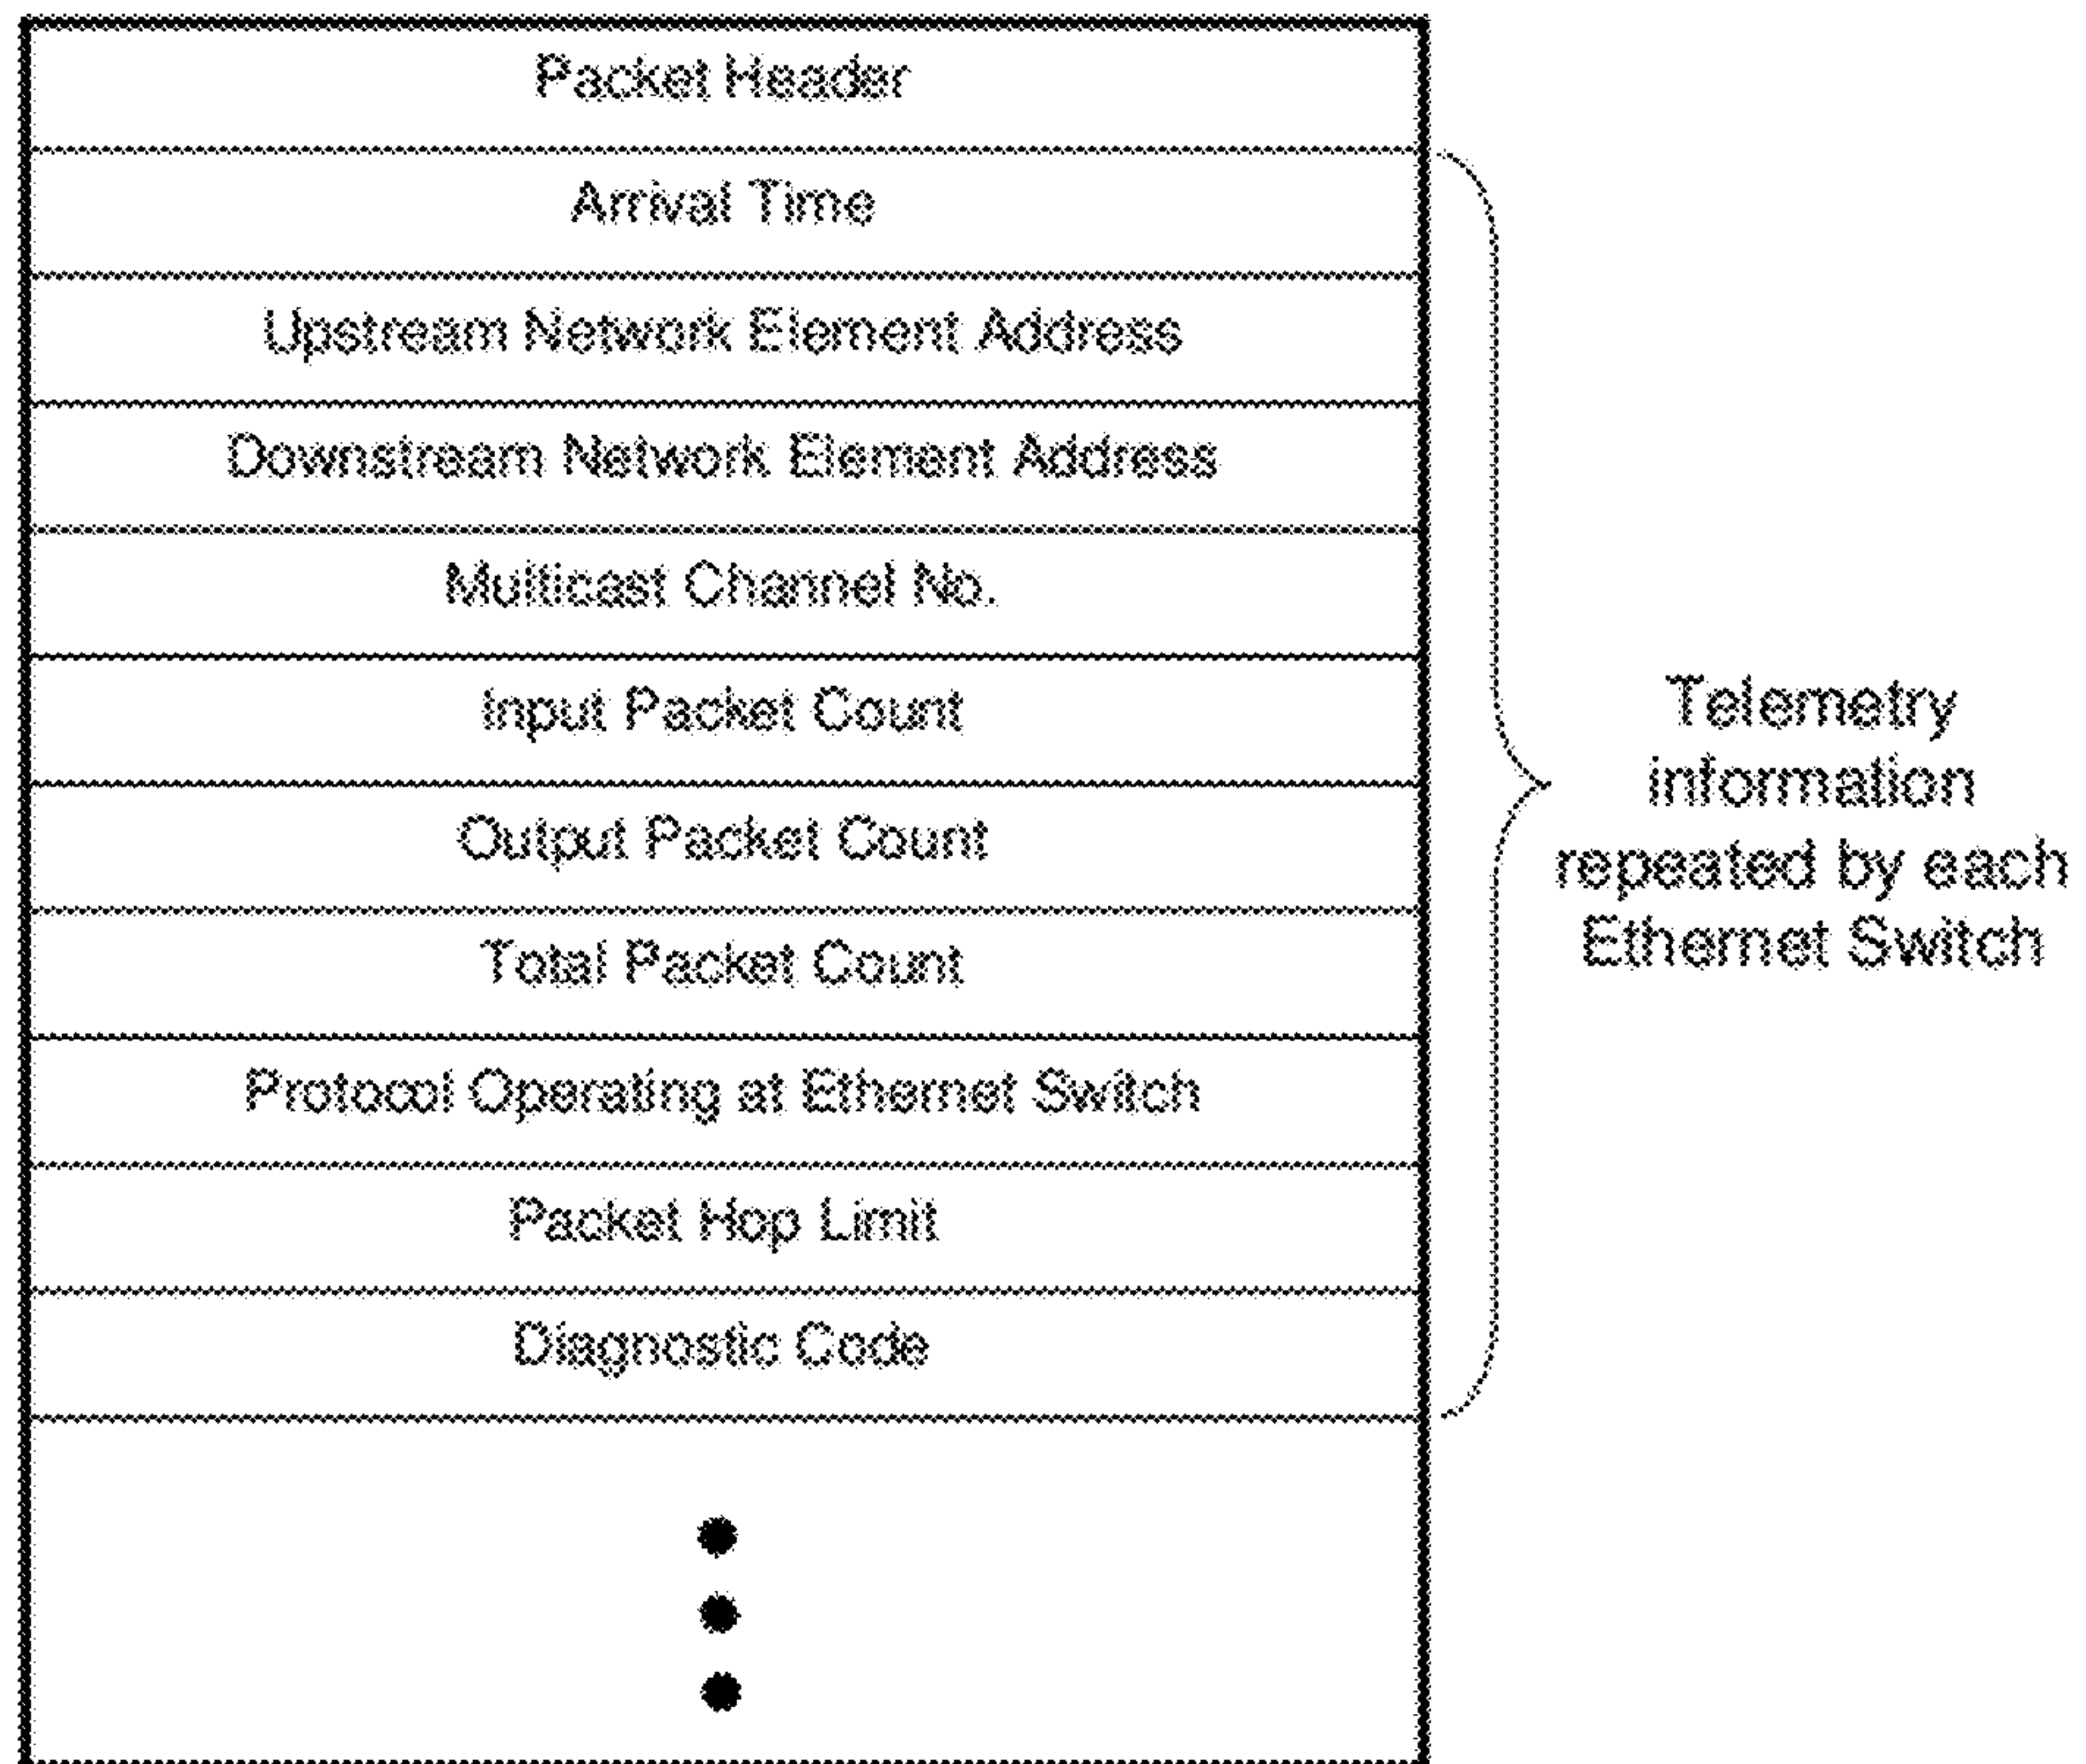 Packet Header
Arrival Time
Upstream Network Element Address
Downstream Network Element Address
Multicast Channel No.
Input Packet Count
Output Packet Count
Total Packet Count
Protocol Operating at Ethernet Switch
Packet Hop Limit
Diagnostic Code
Telemetry
information
repeated by each
Ethernet Switch